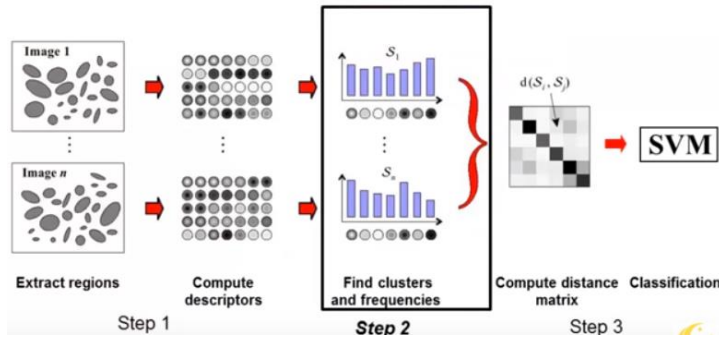 Image 1
S₁
d(Sᵢ, Sⱼ)
SVM
Image n
Sₙ
Extract regions
Compute
descriptors
Find clusters
and frequencies
Compute distance
matrix
Classification
Step 1
Step 2
Step 3